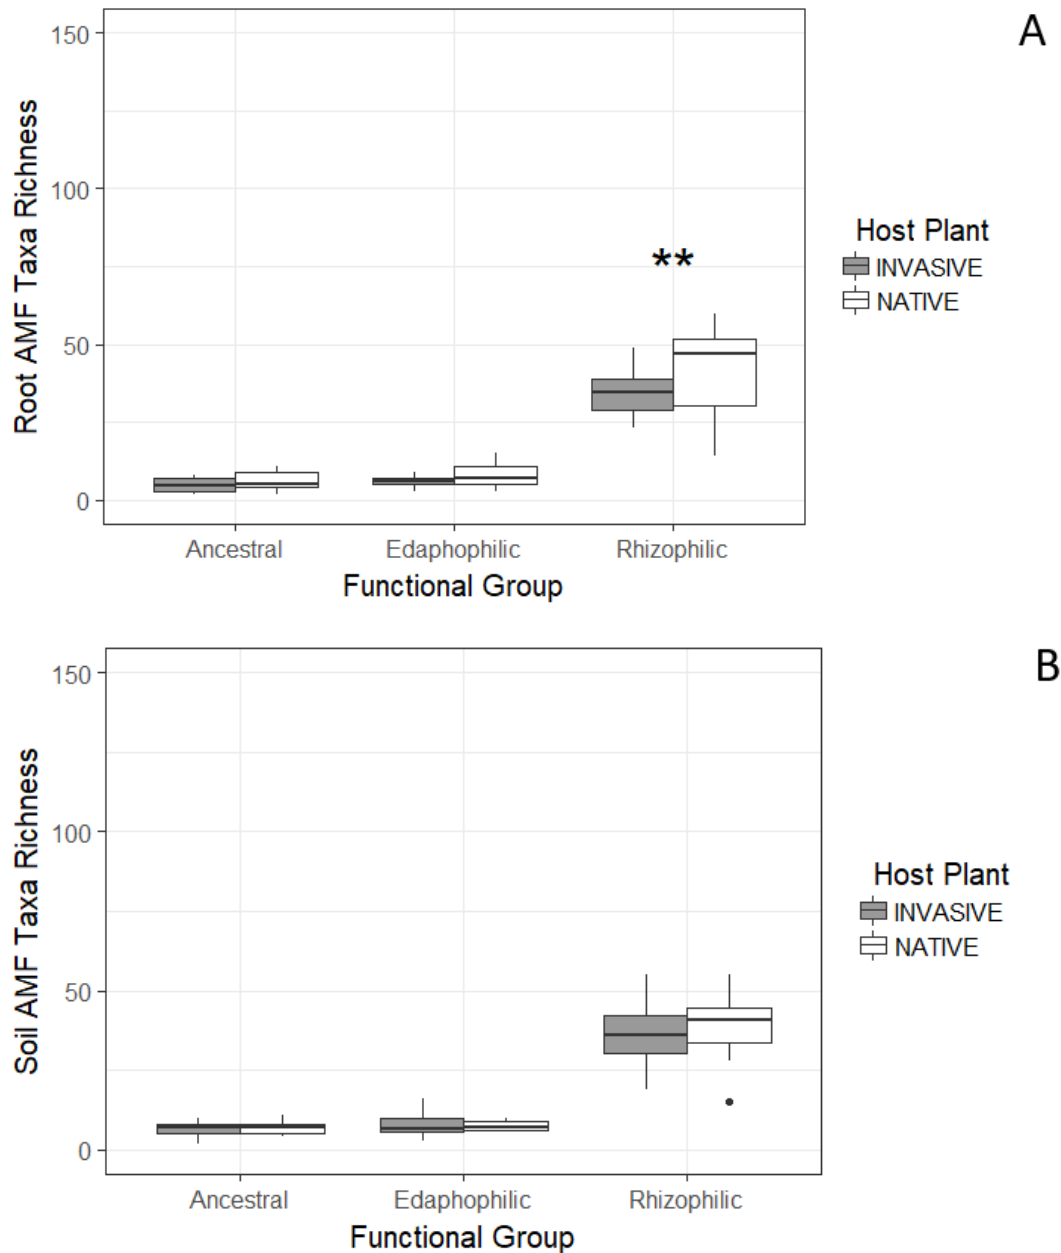 A
150
100
50
0
Root AMF Taxa Richness
**
Ancestral Edaphophilic Rhizophilic
Functional Group
Host Plant
INVASIVE
NATIVE
B
150
100
50
0
Soil AMF Taxa Richness
Ancestral Edaphophilic Rhizophilic
Functional Group
Host Plant
INVASIVE
NATIVE